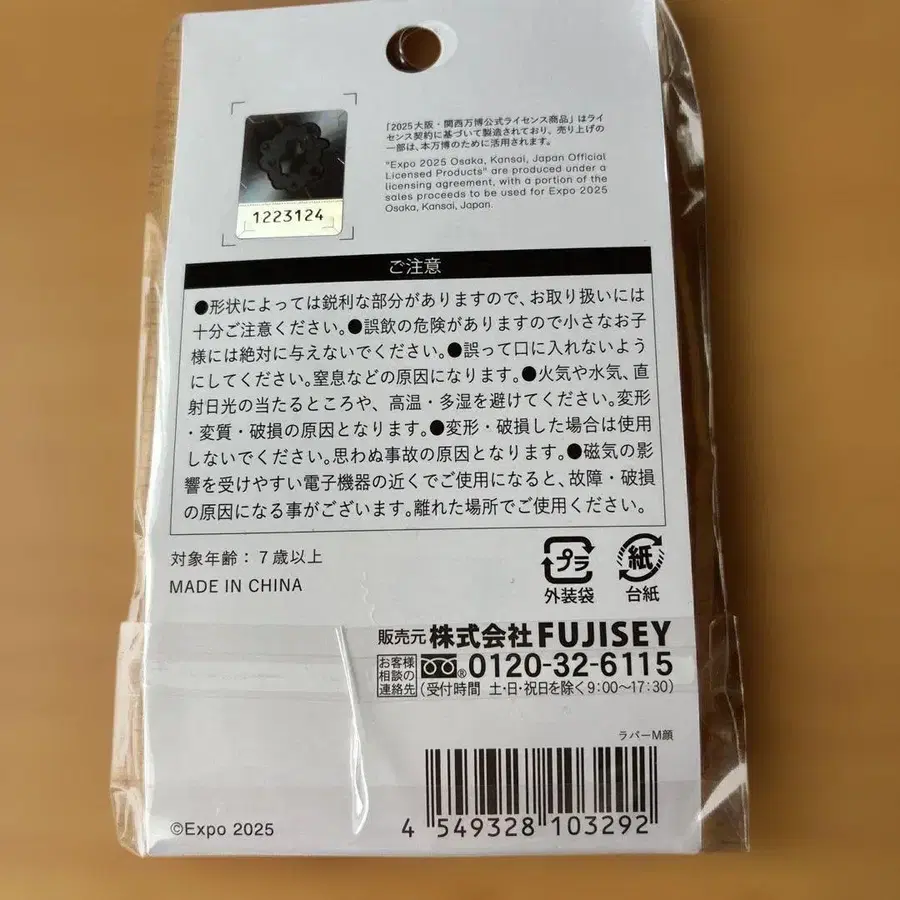 1223124
「2025大阪・関西万博公式ライセンス商品」はライ
センス契約に基づいて製造されており、売り上げの
一部は、本万博のために活用されます。
"Expo 2025 Osaka, Kansai, Japan Official
Licensed Products" are produced under a
licensing agreement, with a portion of the
sales proceeds to be used for Expo 2025
Osaka, Kansai, Japan.
ご注意
●形状によっては鋭利な部分がありますので、お取り扱いには
十分ご注意ください。●誤飲の危険がありますので小さなお子
様には絶対に与えないでください。●誤って口に入れないよう
にしてください。窒息などの原因になります。●火気や水気、直
射日光の当たるところや、高温・多湿を避けてください。変形
・変質・破損の原因となります。●変形・破損した場合は使用
しないでください。思わぬ事故の原因となります。●磁気の影
響を受けやすい電子機器の近くでご使用になると、故障・破損
の原因になる事がございます。離れた場所でご使用ください。
対象年齢：7歳以上
MADE IN CHINA
プラ
外装袋
紙
台紙
販売元 株式会社FUJISEY
お客様
相談の
連絡先
0120-32-6115
(受付時間 土・日・祝日を除く9:00〜17:30)
ラバーM顔
©Expo 2025
4 549328 103292